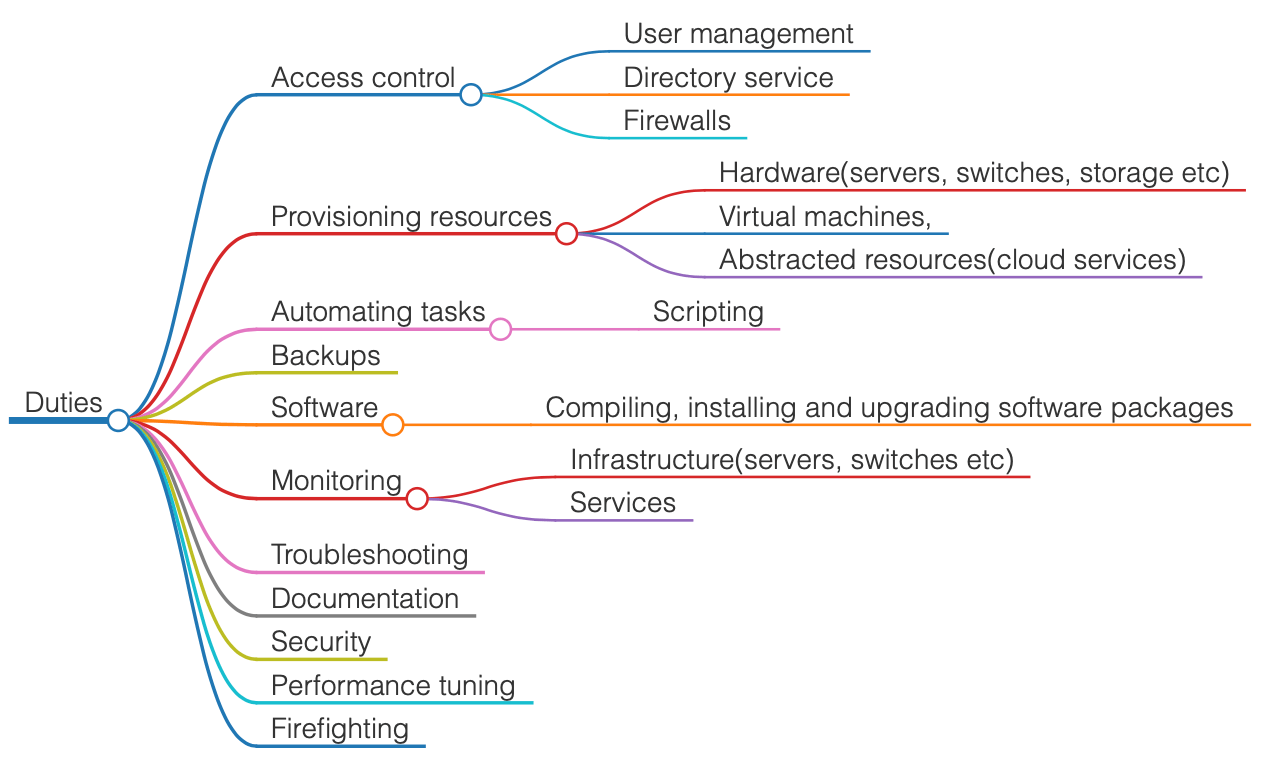 User management
Access control
Directory service
Firewalls
Hardware(servers, switches, storage etc)
Provisioning resources
Virtual machines,
Abstracted resources(cloud services)
Automating tasks
Scripting
Backups
Duties
Software
Compiling, installing and upgrading software packages
Infrastructure(servers, switches etc)
Monitoring
Services
Troubleshooting
Documentation
Security
Performance tuning
Firefighting